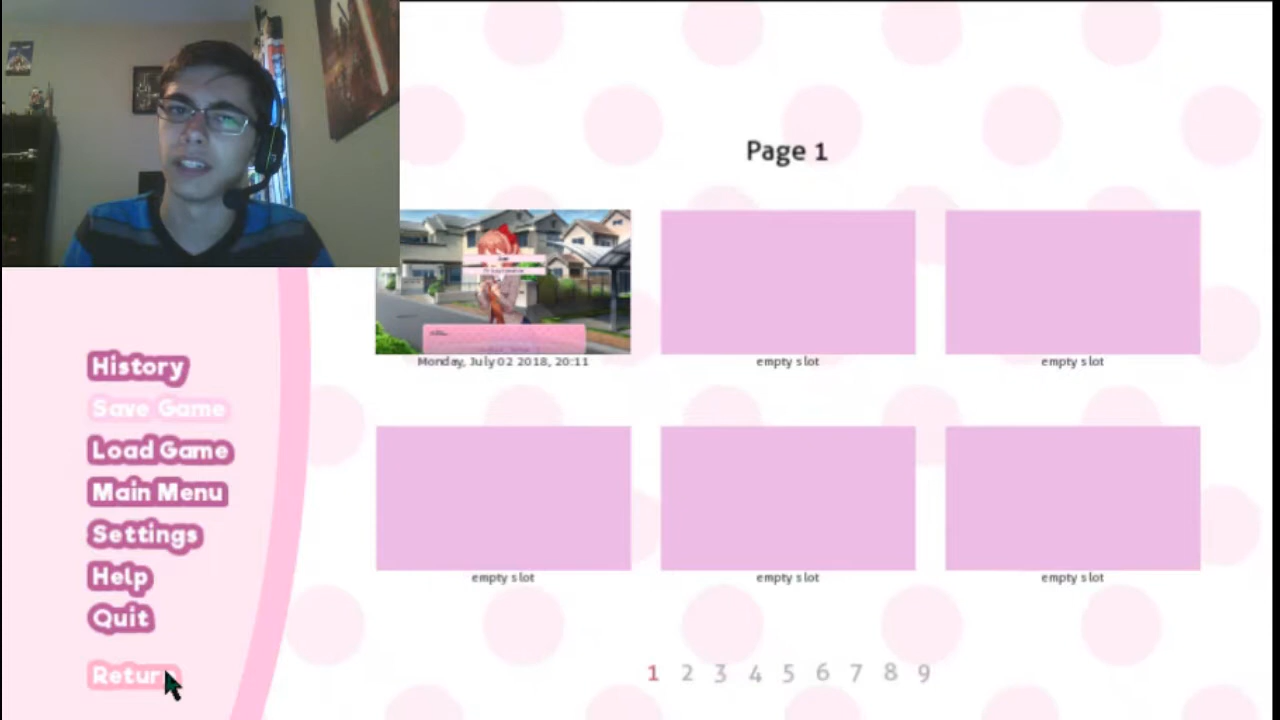 Page 1
Monday, July 02 2018, 20:11
empty slot
empty slot
empty slot
empty slot
empty slot
History
Save Game
Load Game
Main Menu
Settings
Help
Quit
Return
1 2 3 4 5 6 7 8 9